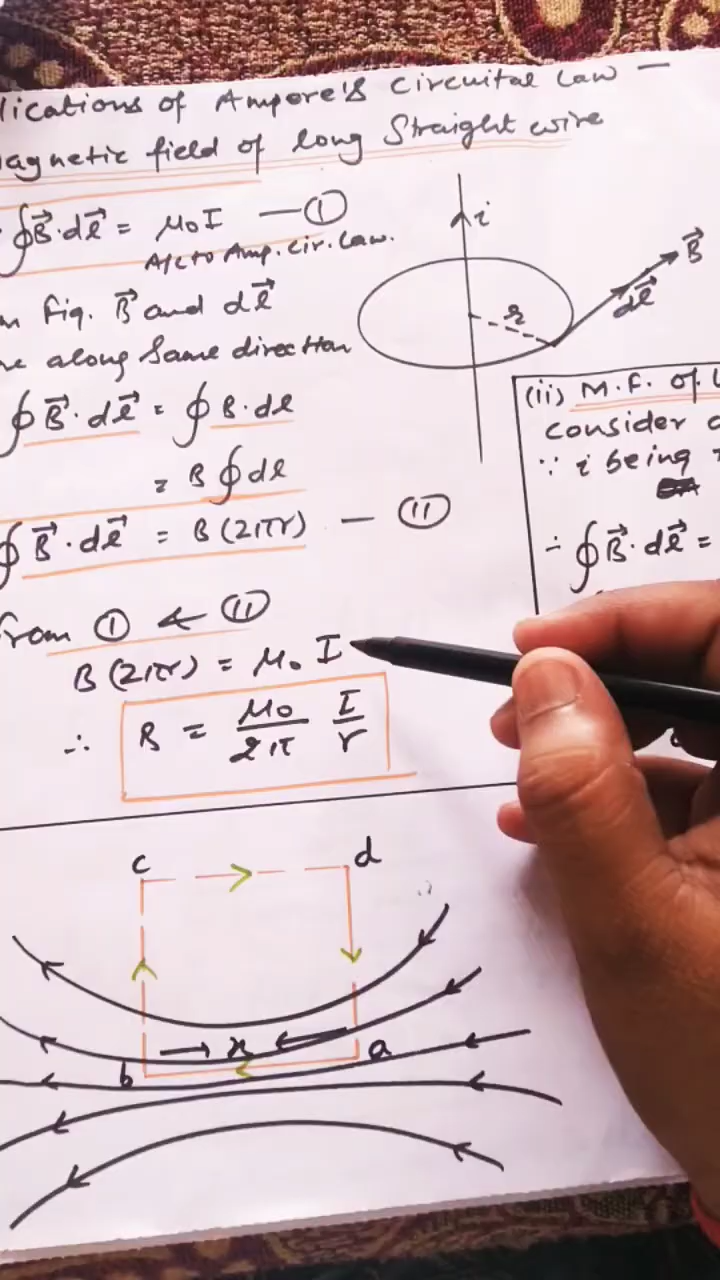 lications of Ampere's Circuital Law -
agnetic field of long Straight wire
∮B⃗·dl⃗ = μ₀I — ①
A/c to Amp. Cir. Law.
m Fig. B⃗ and dl⃗
re along Same direction
∮B⃗·dl⃗ = ∮B·dl
= B∮dl
∮B⃗·dl⃗ = B(2πr) — ⑪
from ① & ⑪
B(2πr) = μ₀ I
∴ B = μ₀/2π I/r
i
r
B⃗
dl⃗
(ii) M.F. of
consider a
∵ i being
∴ ∮B⃗·dl⃗ =
c d
x
b a